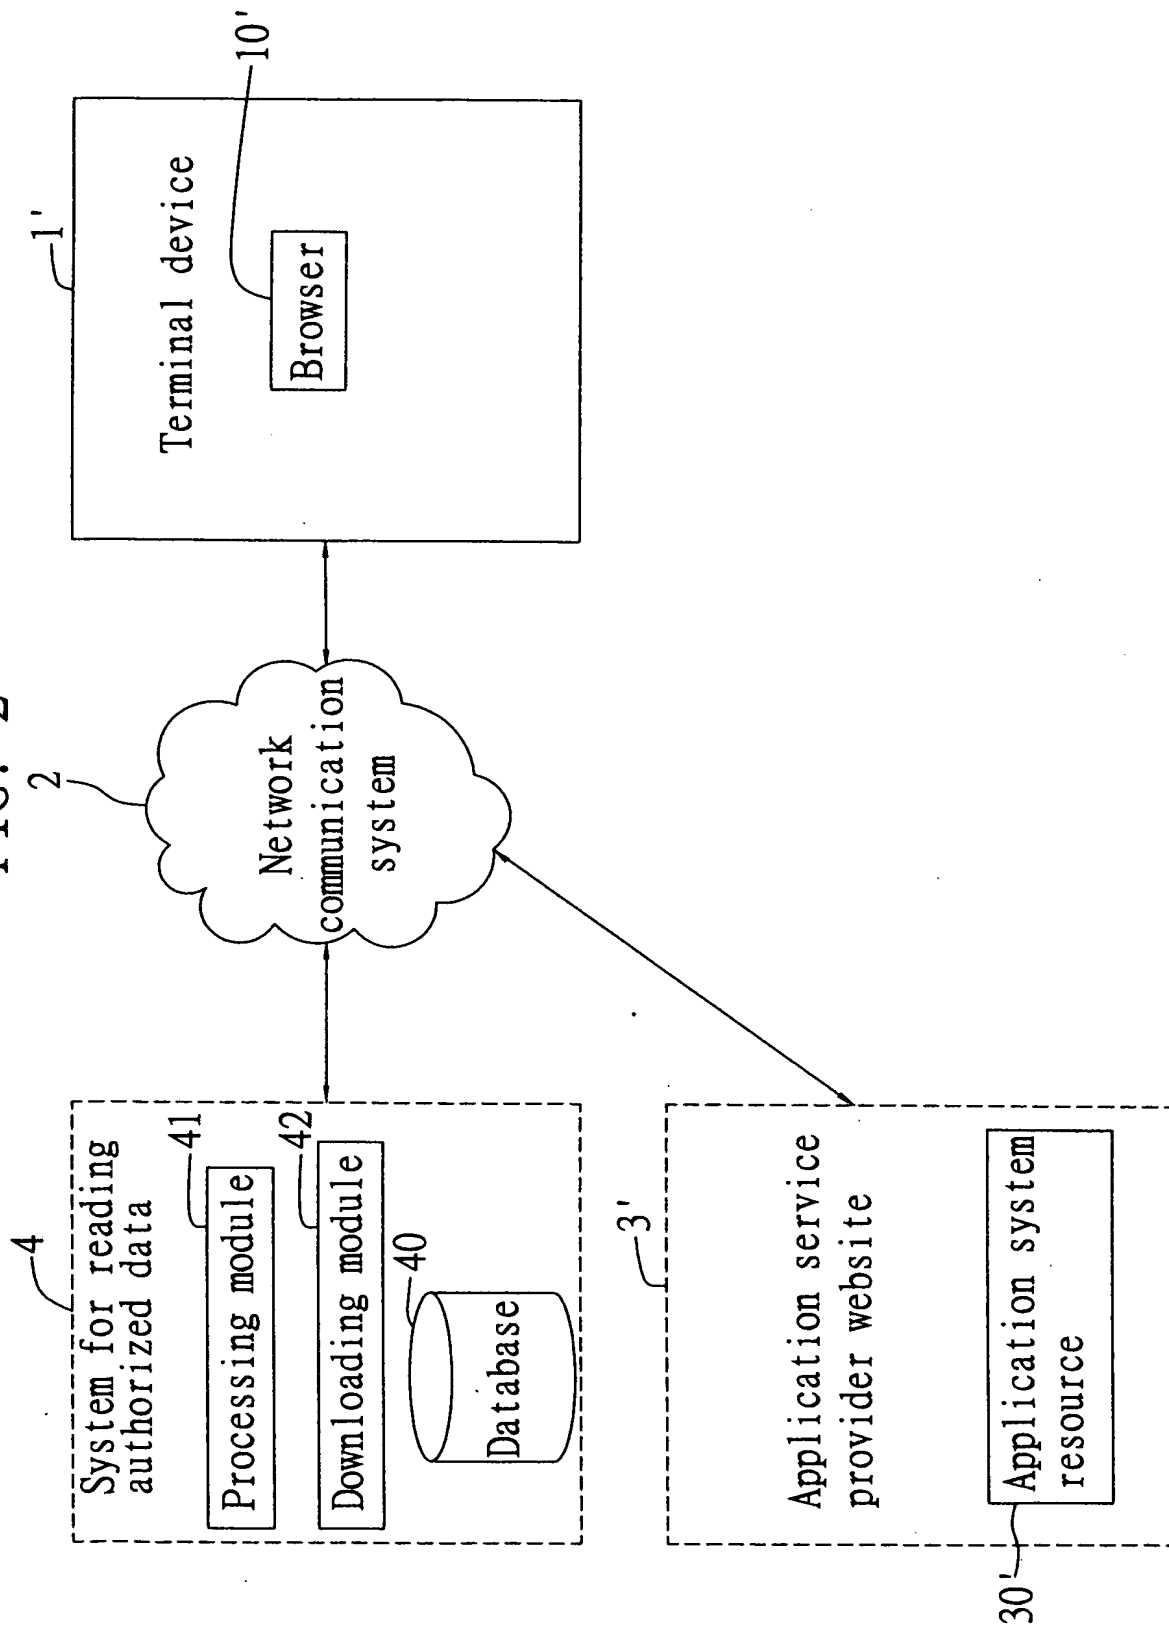 FIG. 2
4
System for reading
authorized data
41
Processing module
42
Downloading module
40
Database
2
Network
communication
system
1'
Terminal device
10'
Browser
3'
Application service
provider website
30'
Application system
resource